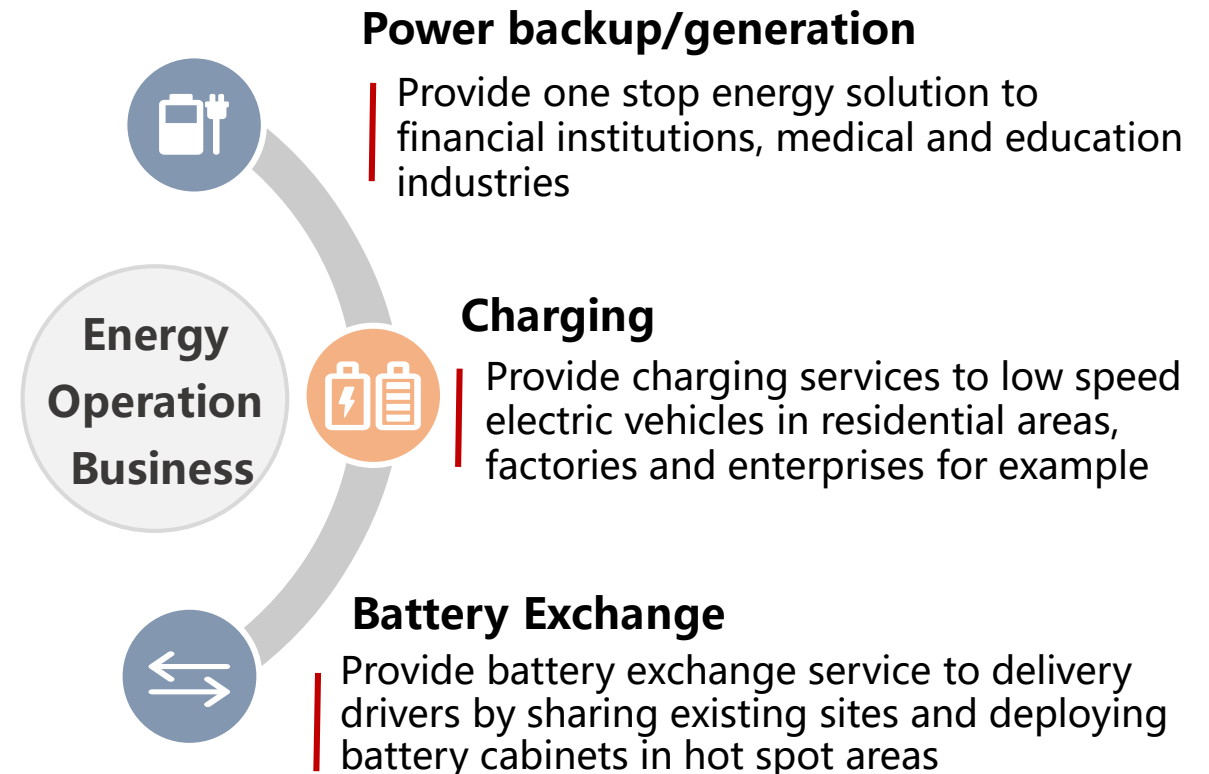 Power backup/generation
Provide one stop energy solution to
financial institutions, medical and education
industries
Energy
Operation
Business
Charging
Provide charging services to low speed
electric vehicles in residential areas,
factories and enterprises for example
Battery Exchange
Provide battery exchange service to delivery
drivers by sharing existing sites and deploying
battery cabinets in hot spot areas